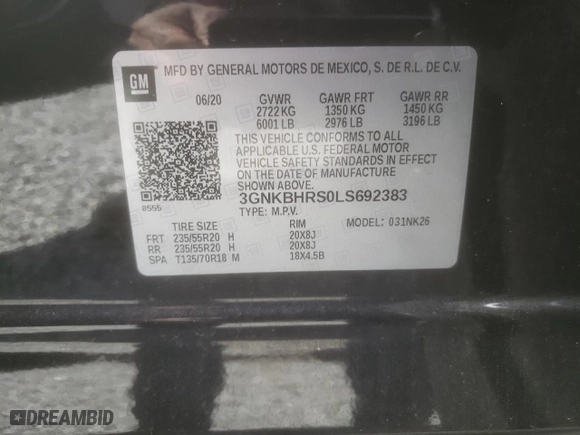 GM
MFD BY GENERAL MOTORS DE MEXICO, S. DE R.L. DE C.V.
06/20 GVWR GAWR FRT GAWR RR
2722 KG 1350 KG 1450 KG
6001 LB 2976 LB 3196 LB
THIS VEHICLE CONFORMS TO ALL
APPLICABLE U.S. FEDERAL MOTOR
VEHICLE SAFETY STANDARDS IN EFFECT
ON THE DATE OF MANUFACTURE
SHOWN ABOVE.
8555 3GNKBHRS0LS692383
TYPE: M.P.V. MODEL: 031NK26
TIRE SIZE RIM
FRT 235/55R20 H 20X8J
RR 235/55R20 H 20X8J
SPA T135/70R18 M 18X4.5B
DREAMBID